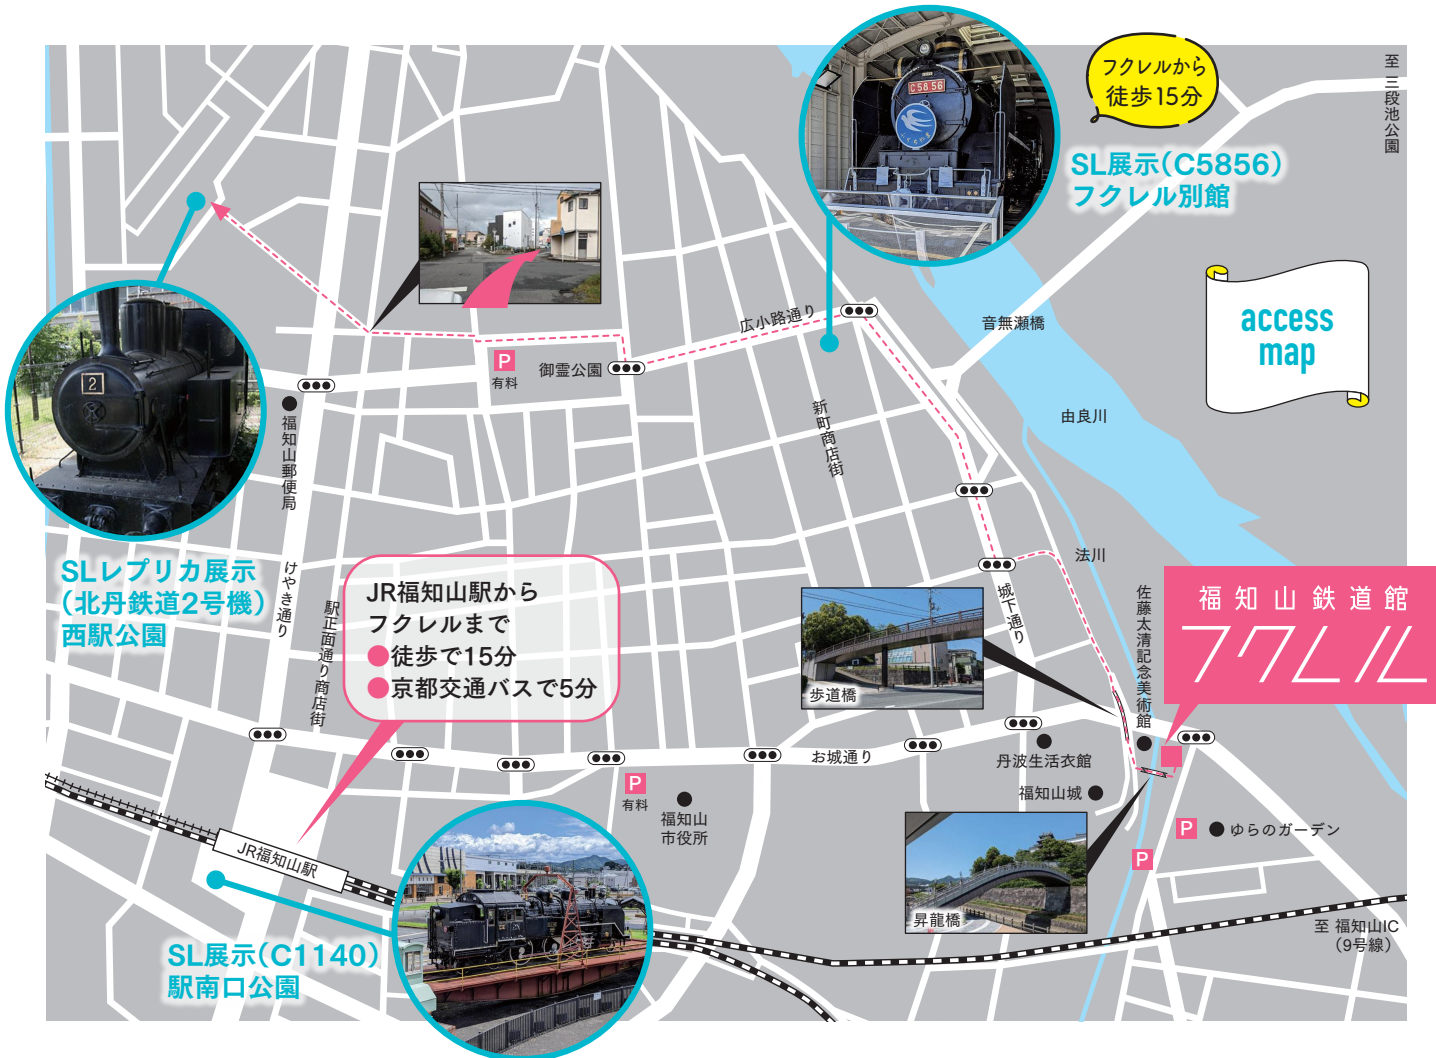 フクレルから
徒歩15分
SL展示(C5856)
フクレル別館
C5856
至 三段池公園
access
map
広小路通り
音無瀬橋
P
有料
御霊公園
2
福知山郵便局
新町商店街
由良川
SLレプリカ展示
(北丹鉄道2号機)
西駅公園
けやき通り
駅正面通り商店街
JR福知山駅から
フクレルまで
●徒歩で15分
●京都交通バスで5分
法川
城下通り
佐藤太清記念美術館
福知山鉄道館
フクレル
歩道橋
お城通り
丹波生活衣館
福知山城
P
有料
福知山
市役所
JR福知山駅
P
ゆらのガーデン
P
昇龍橋
至 福知山IC
(9号線)
SL展示(C1140)
駅南口公園